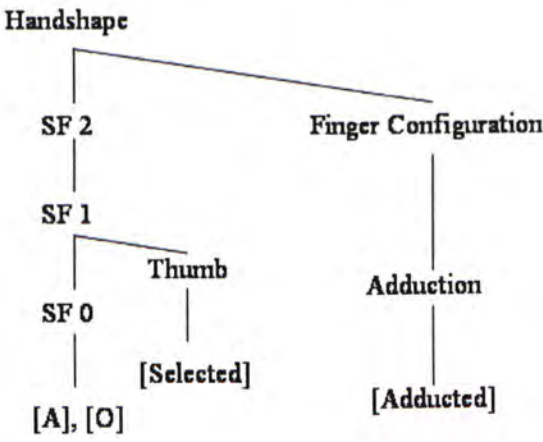 Handshape
SF 2
Finger Configuration
SF 1
Thumb
Adduction
SF 0
[Selected]
[Adducted]
[A], [O]